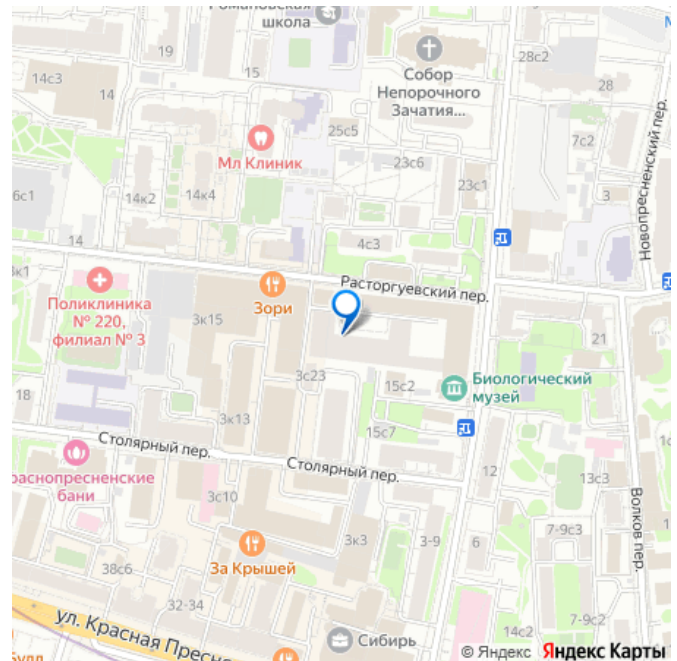 Романовская
школа
19
28с2
14с3
14
15
Собор
Непорочного
Зачатия...
28
25с5
7с2
Мл Клиник
23с6
Новопресненский пер.
6с1
14к2
14к4
23с1
3
14
4с3
3к1
Расторгуевский пер.
Поликлиника
№ 220,
филиал № 3
Зори
3к15
21
3с23
15с2
Биологический
музей
18
3к13
15с7
Столярный пер.
Столярный пер.
12
13с3
Краснопресненские
бани
3с10
Волков пер.
3к3
3-9
6
7-9с3
За Крышей
38с6
32-34
7-9с2
14с2
ул. Красная Пресня
Сибирь
© Яндекс Яндекс Карты